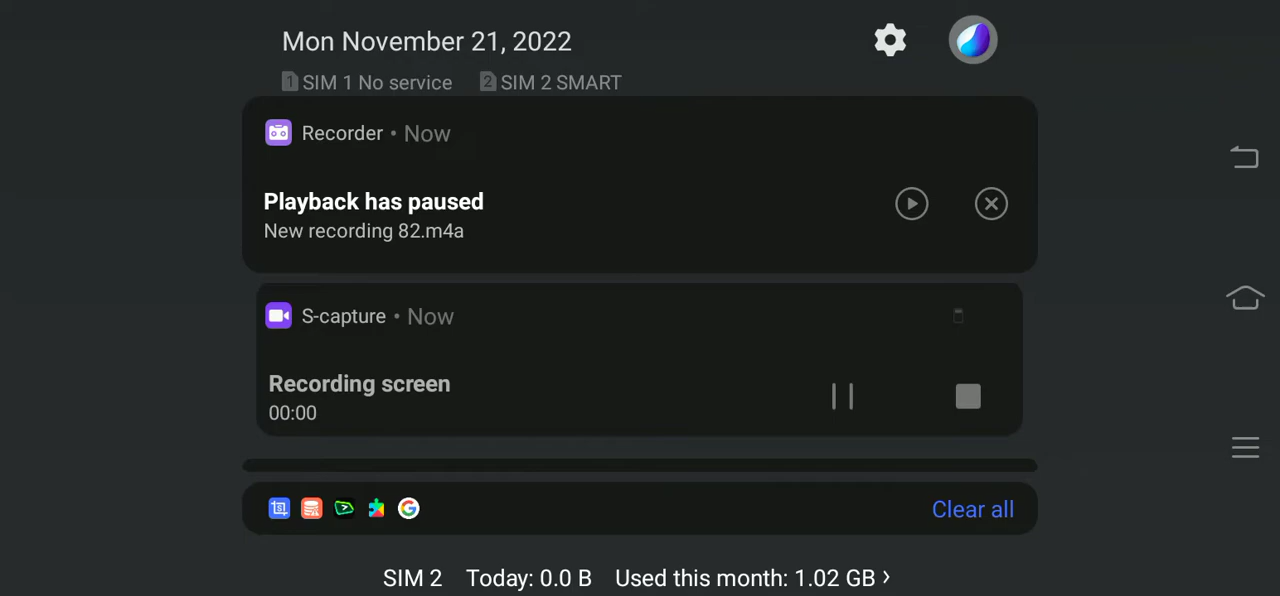 Mon November 21, 2022
1 SIM 1 No service 2 SIM 2 SMART
Recorder • Now
Playback has paused
New recording 82.m4a
S-capture • Now
Recording screen
00:00
Clear all
SIM 2 Today: 0.0 B Used this month: 1.02 GB ›